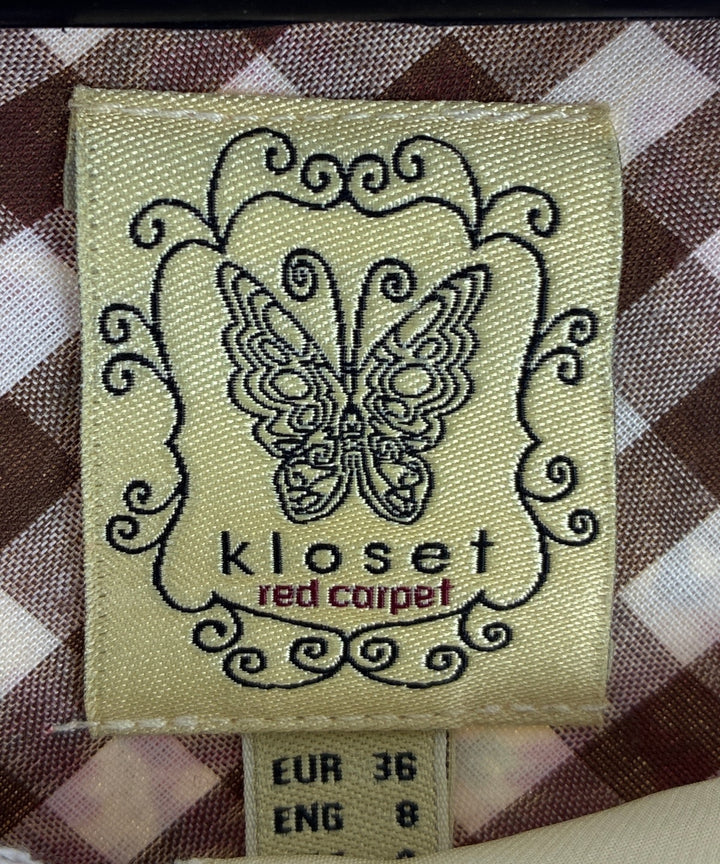 kloset
red carpet
EUR 36
ENG 8